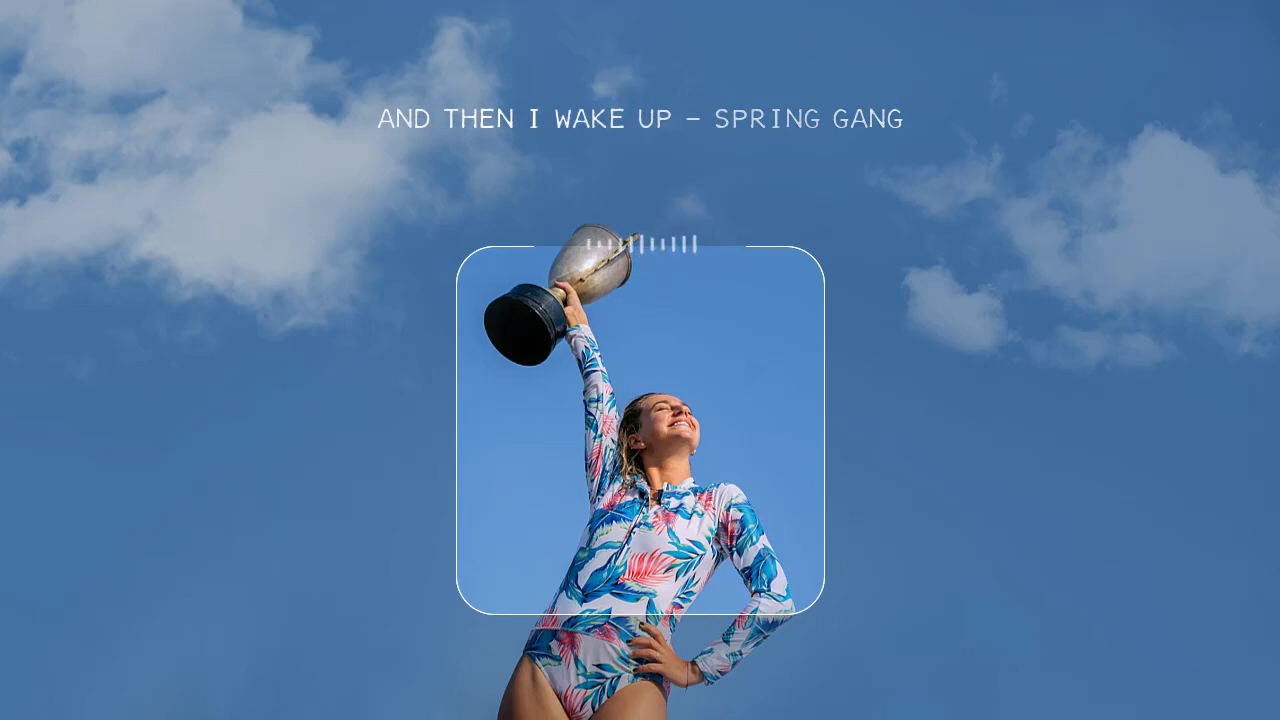 AND THEN I WAKE UP – SPRING GANG